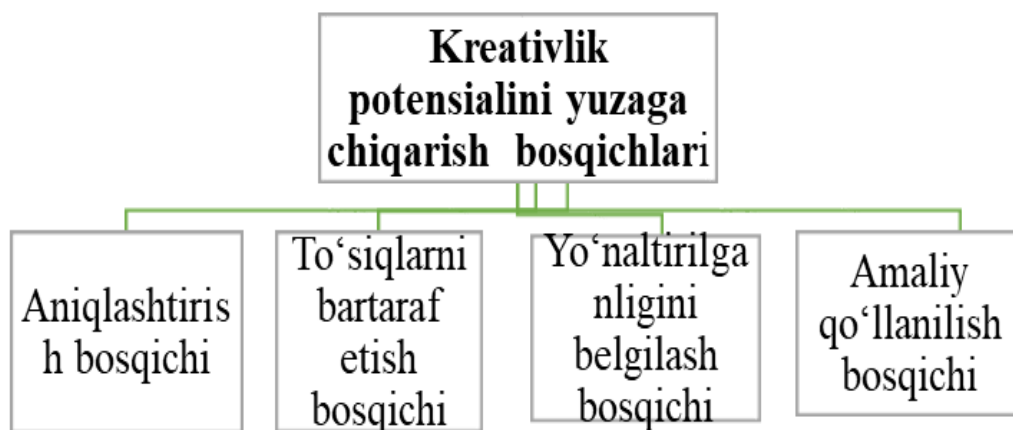 Kreativlik
potensialini yuzaga
chiqarish bosqichlari
Aniqlashtiris
h bosqichi
To‘siqlarni
bartaraf
etish
bosqichi
Yo‘naltirilga
nligini
belgilash
bosqichi
Amaliy
qo‘llanilish
bosqichi